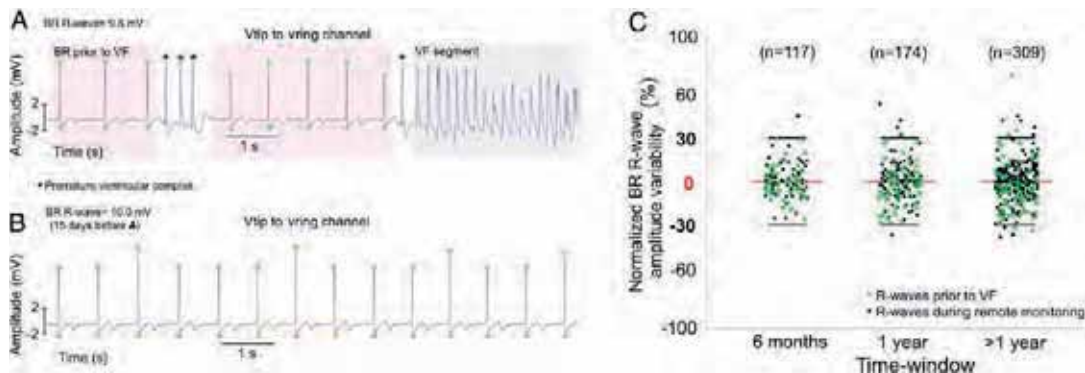 A
BR R-wave= 9.8 mV
Vtip to vring channel
BR prior to VF
VF segment
Amplitude (mV)
2
-2
1 s
Time (s)
* Premature ventricular complex
B
BR R-wave= 10.0 mV
(15 days before A)
Vtip to vring channel
Amplitude (mV)
2
-2
1 s
Time (s)
C
Normalized BR R-wave
amplitude variability (%)
100
60
30
0
-30
-60
-100
(n=117)
(n=174)
(n=309)
R-waves prior to VF
R-waves during remote monitoring
6 months
1 year
>1 year
Time-window